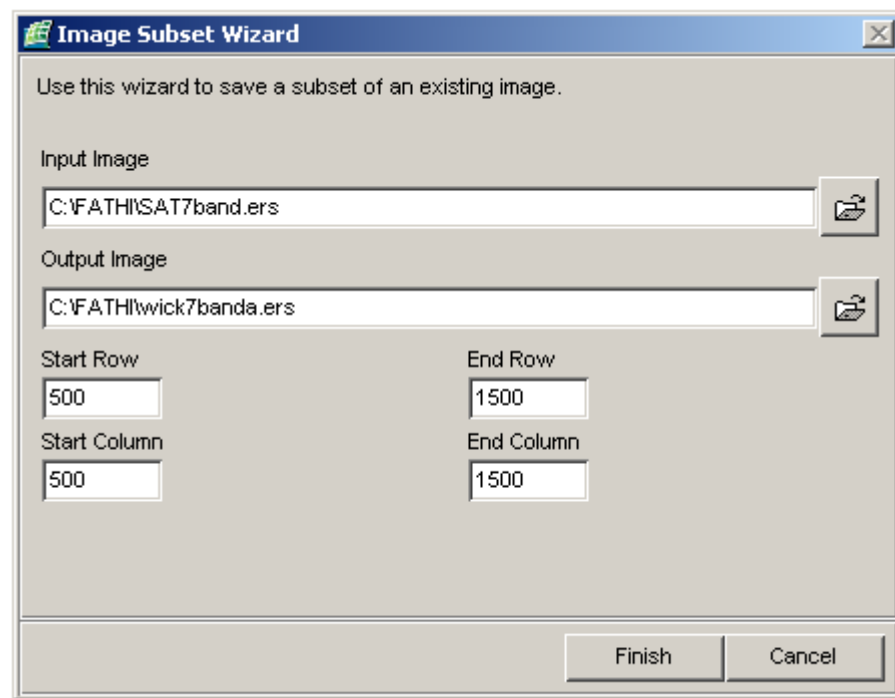 Image Subset Wizard
Use this wizard to save a subset of an existing image.
Input Image
C:\FATHI\SAT7band.ers
Output Image
C:\FATHI\wick7banda.ers
Start Row
End Row
500
1500
Start Column
End Column
500
1500
Finish
Cancel